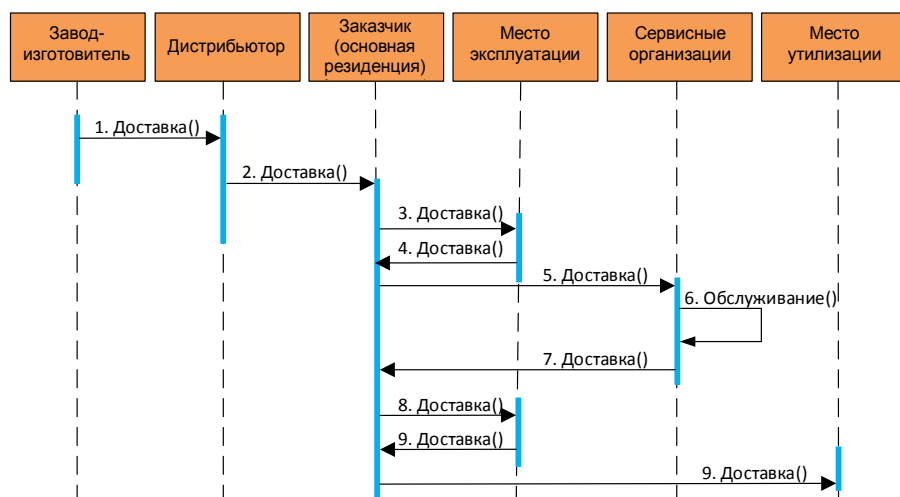 Завод-
изготовитель
Дистрибьютор
Заказчик
(основная
резиденция)
Место
эксплуатации
Сервисные
организации
Место
утилизации
1. Доставка()
2. Доставка()
3. Доставка()
4. Доставка()
5. Доставка()
6. Обслуживание()
7. Доставка()
8. Доставка()
9. Доставка()
9. Доставка()